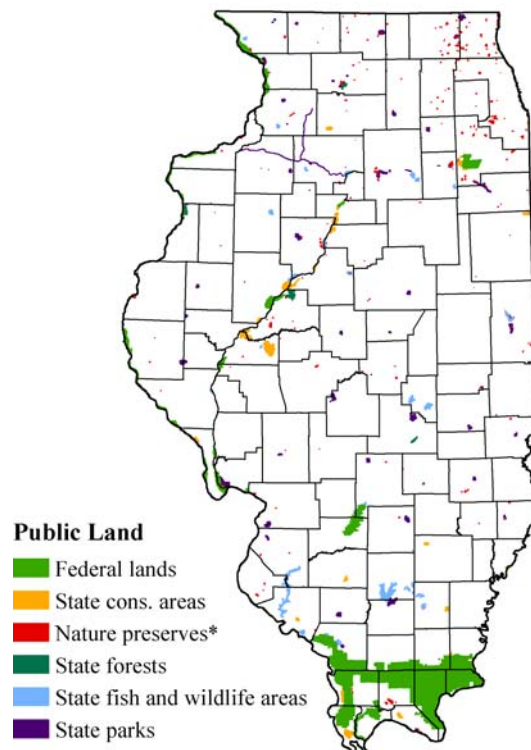 Public Land
Federal lands
State cons. areas
Nature preserves*
State forests
State fish and wildlife areas
State parks